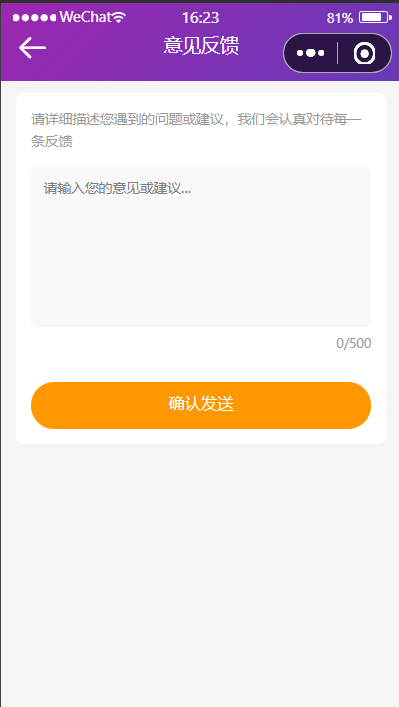 WeChat 16:23 81%
意见反馈
请详细描述您遇到的问题或建议，我们会认真对待每一
条反馈
请输入您的意见或建议...
0/500
确认发送